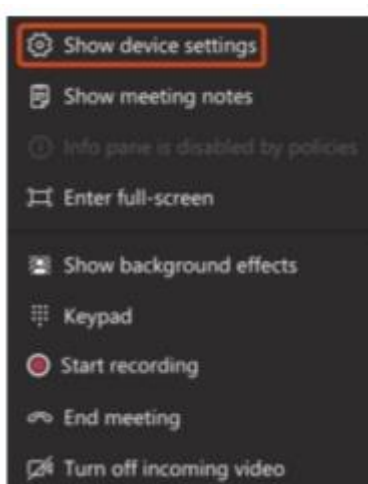 Show device settings
Show meeting notes
Info pane is disabled by policies
Enter full-screen
Show background effects
Keypad
Start recording
End meeting
Turn off incoming video